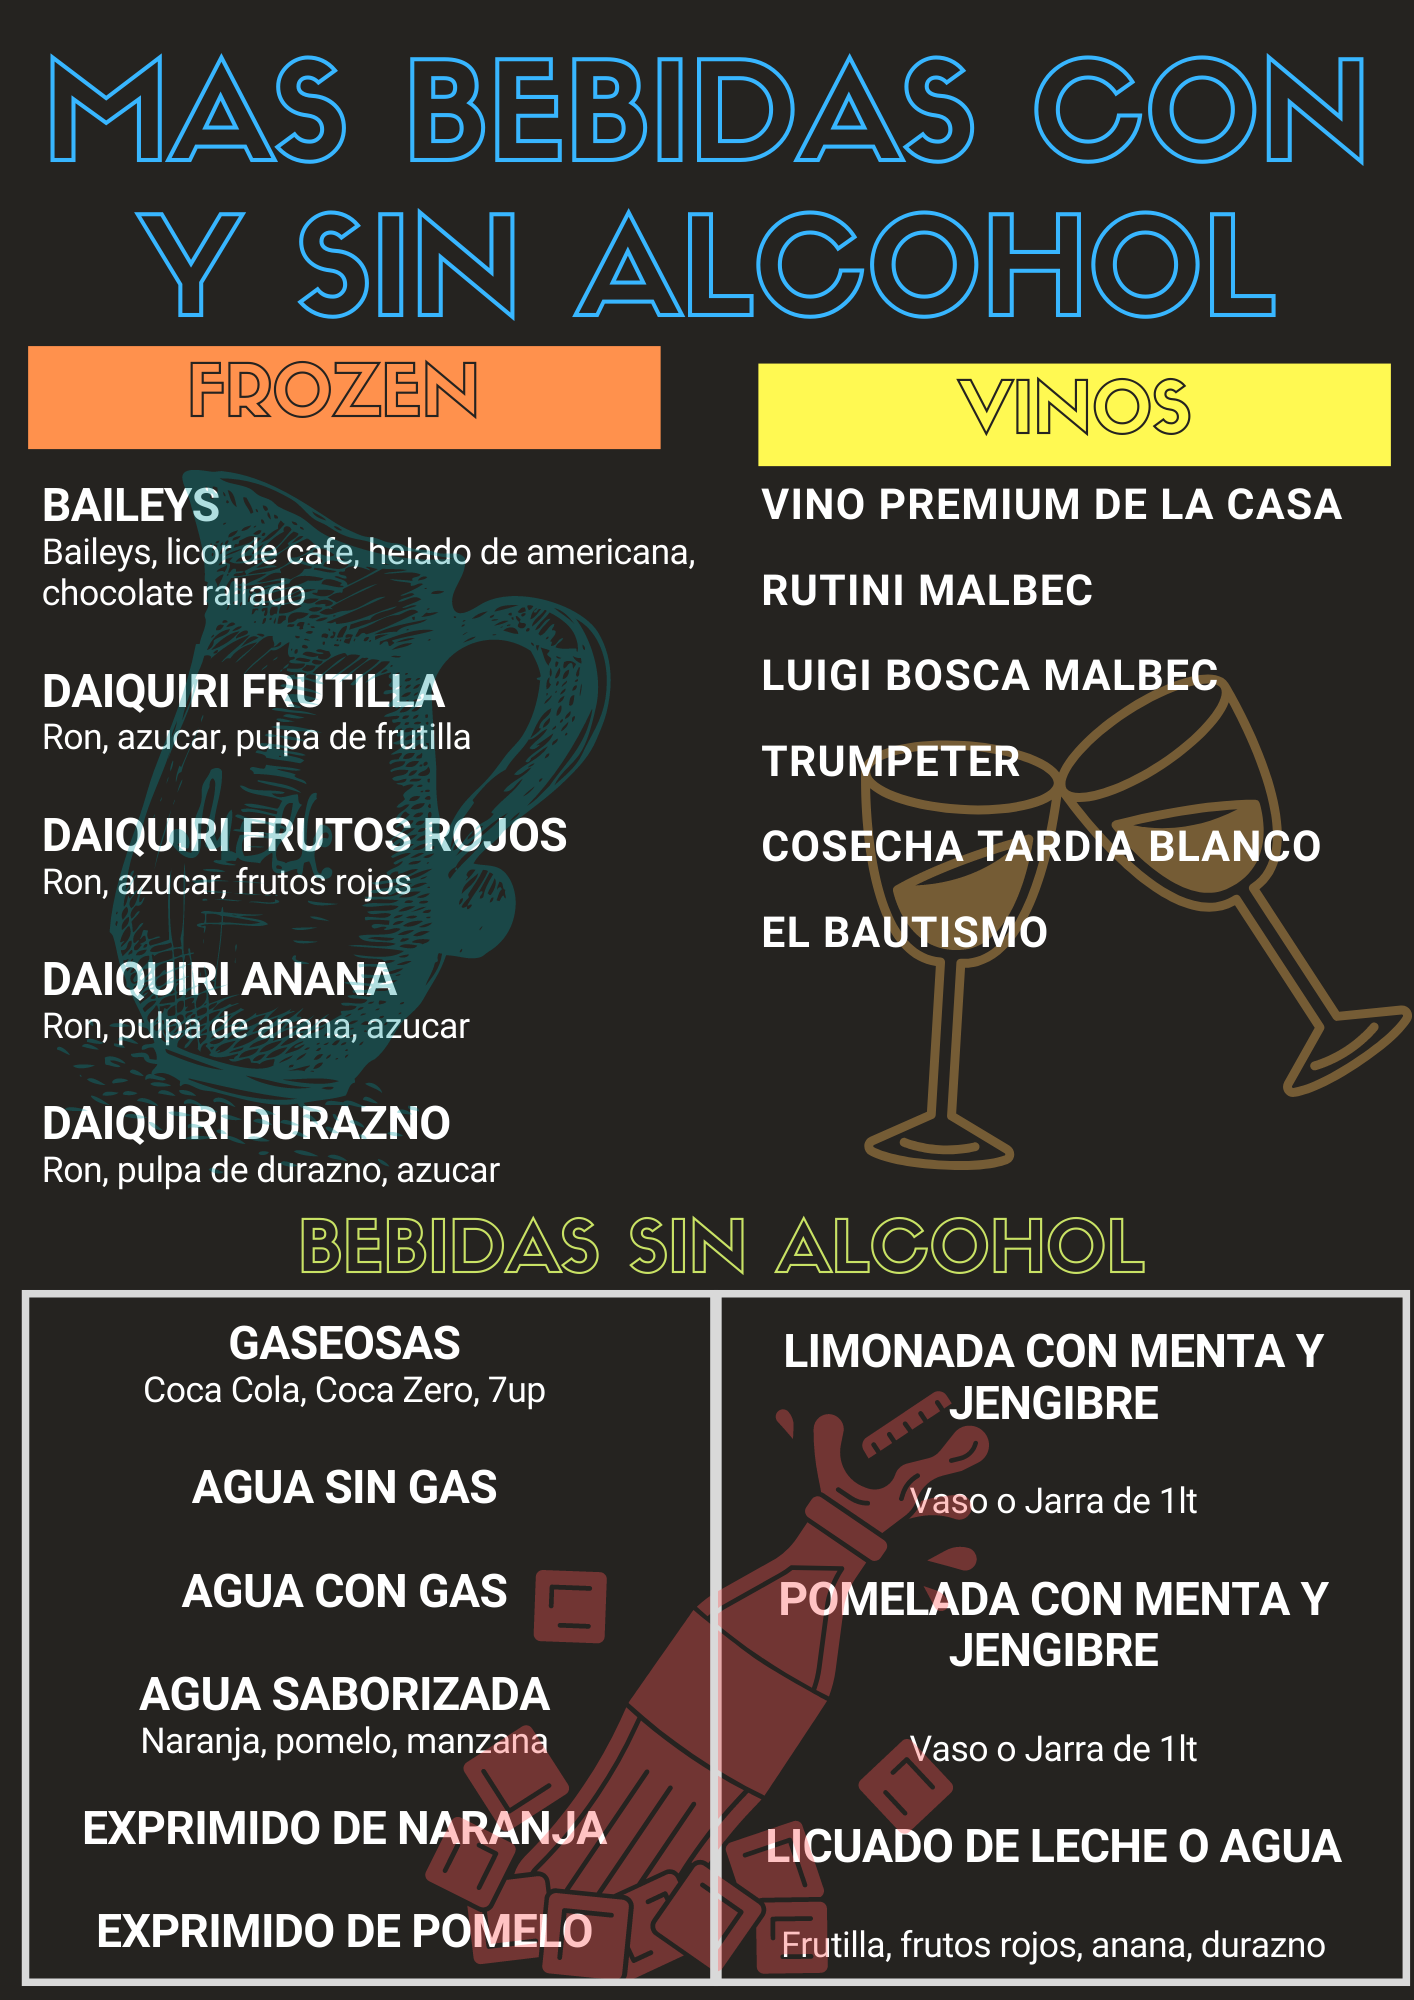 MAS BEBIDAS CON
Y SIN ALCOHOL
FROZEN
BAILEYS
Baileys, licor de cafe, helado de americana,
chocolate rallado
DAIQUIRI FRUTILLA
Ron, azucar, pulpa de frutilla
DAIQUIRI FRUTOS ROJOS
Ron, azucar, frutos rojos
DAIQUIRI ANANA
Ron, pulpa de anana, azucar
DAIQUIRI DURAZNO
Ron, pulpa de durazno, azucar
VINOS
VINO PREMIUM DE LA CASA
RUTINI MALBEC
LUIGI BOSCA MALBEC
TRUMPETER
COSECHA TARDIA BLANCO
EL BAUTISMO
BEBIDAS SIN ALCOHOL
GASEOSAS
Coca Cola, Coca Zero, 7up
AGUA SIN GAS
AGUA CON GAS
AGUA SABORIZADA
Naranja, pomelo, manzana
EXPRIMIDO DE NARANJA
EXPRIMIDO DE POMELO
LIMONADA CON MENTA Y
JENGIBRE
Vaso o Jarra de 1lt
POMELADA CON MENTA Y
JENGIBRE
Vaso o Jarra de 1lt
LICUADO DE LECHE O AGUA
Frutilla, frutos rojos, anana, durazno